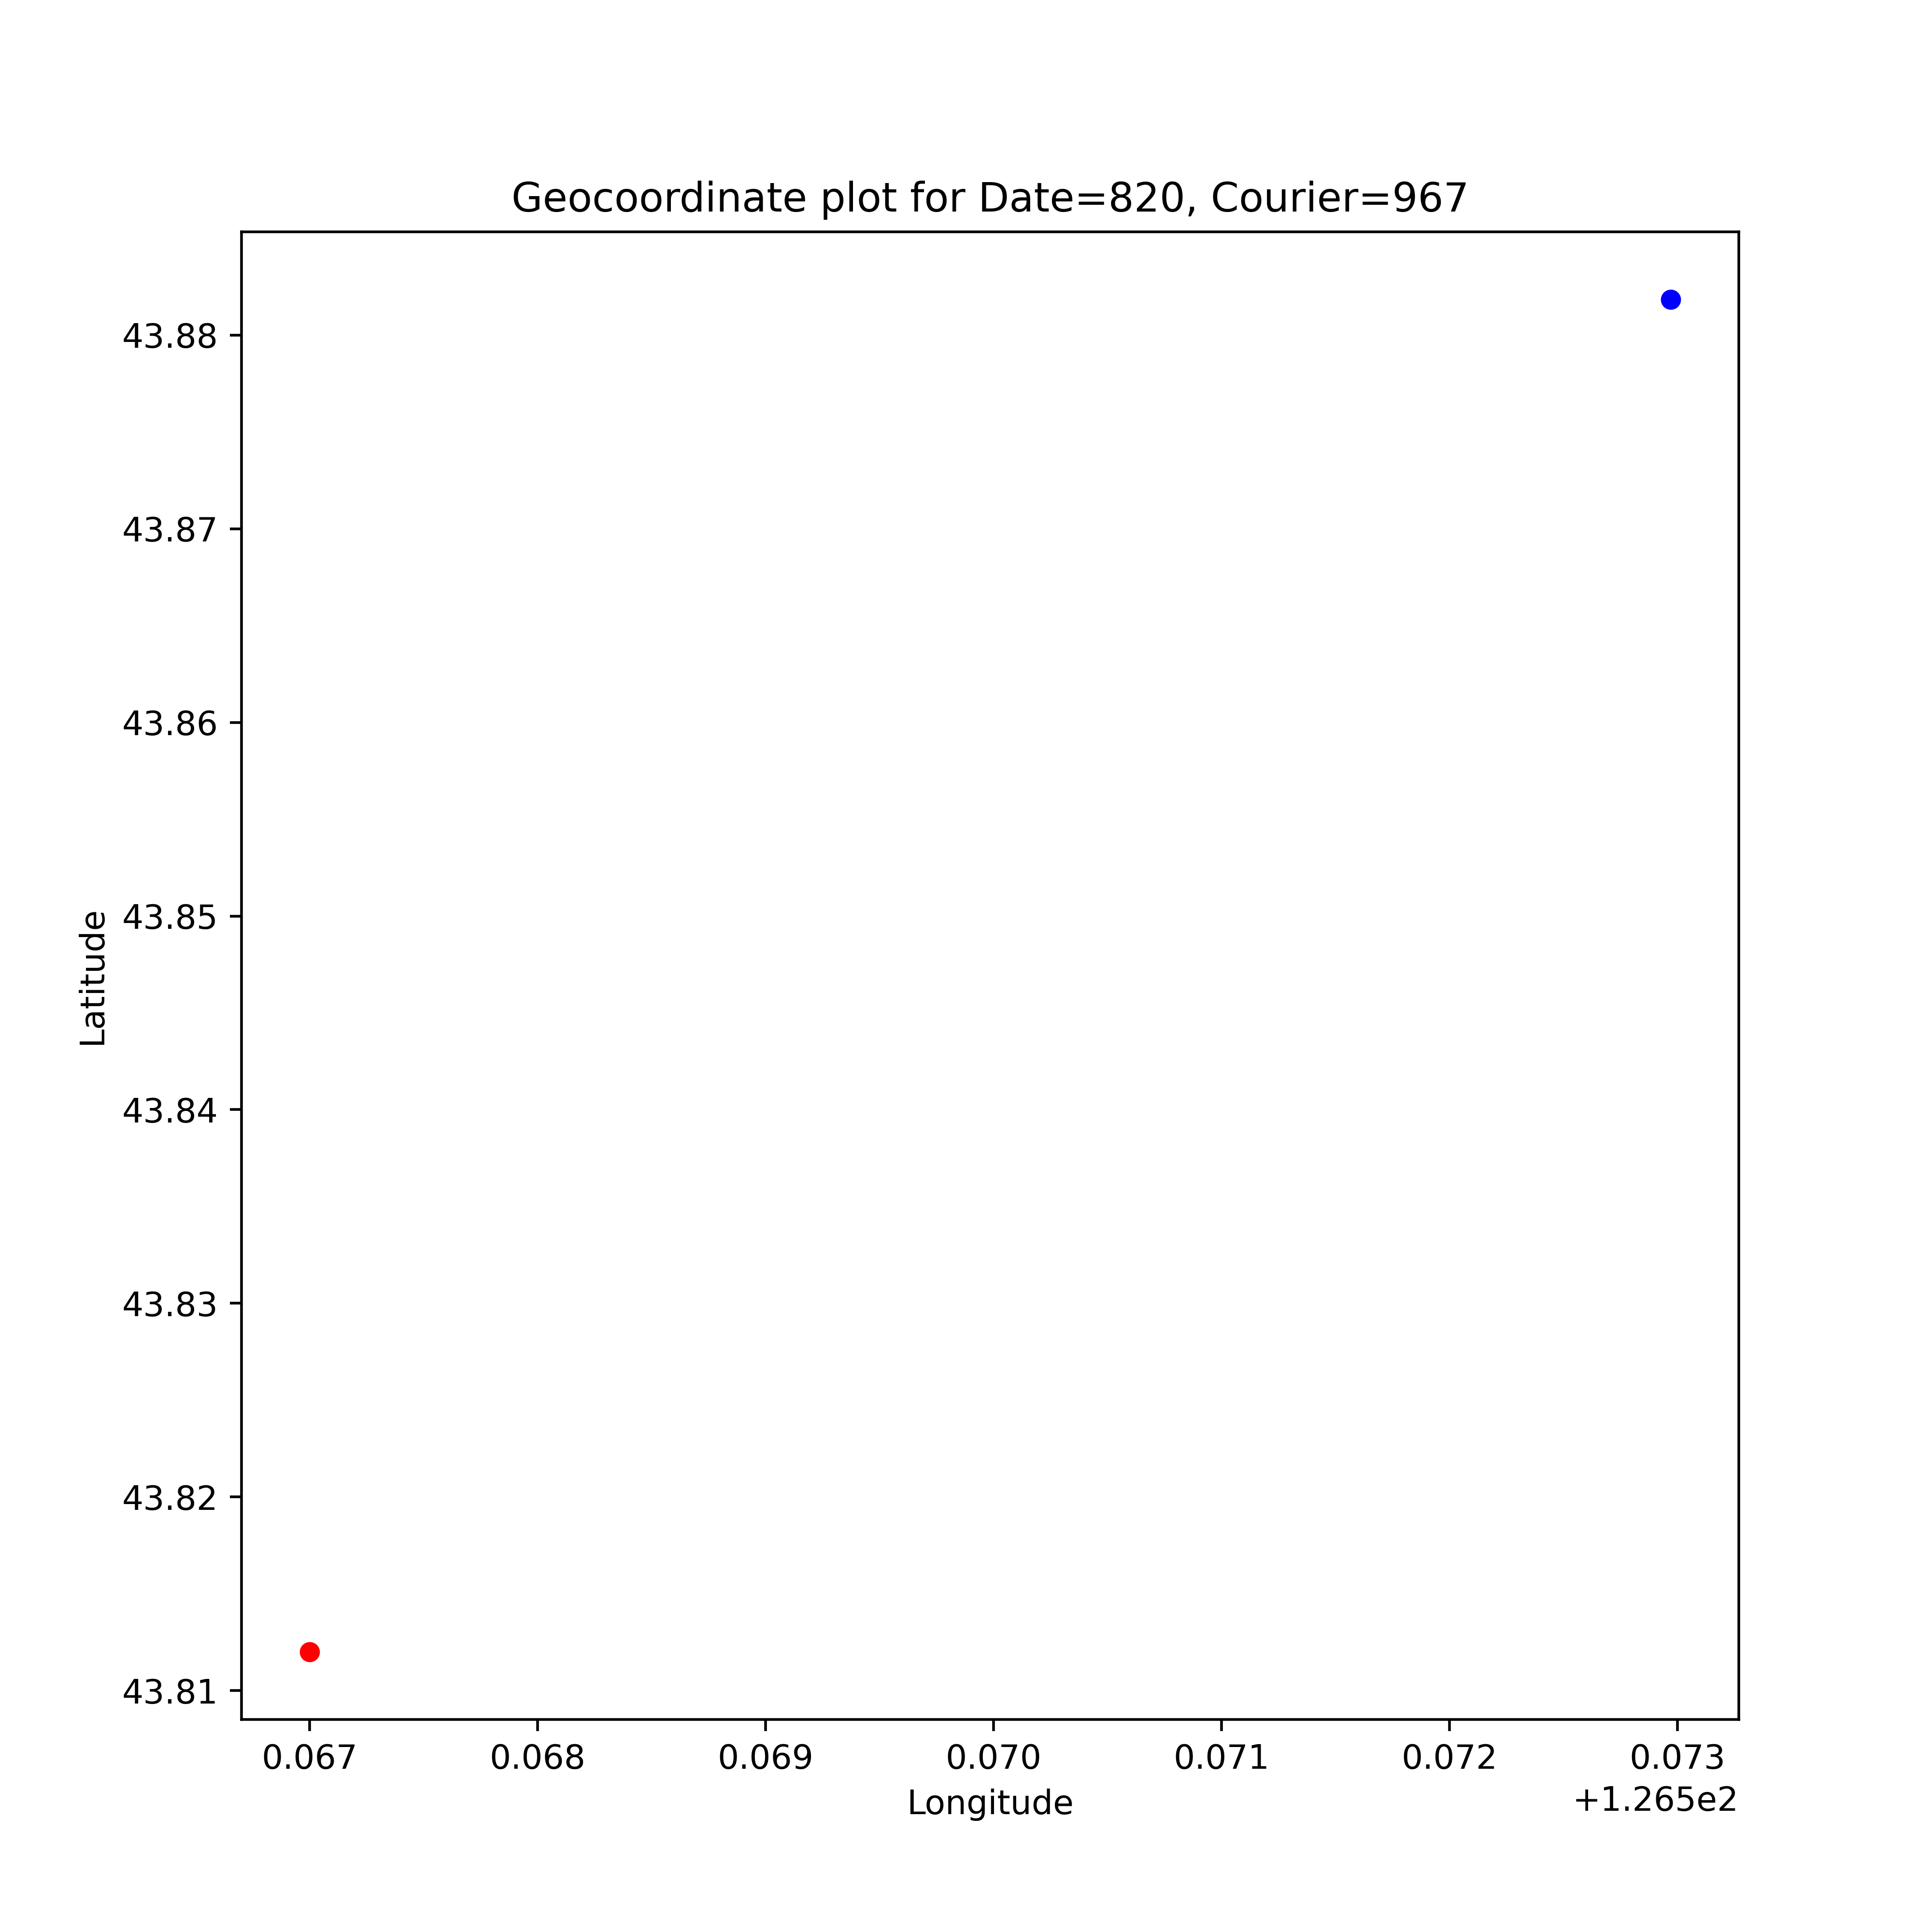 Geocoordinate plot for Date=820, Courier=967
43.88
43.87
43.86
43.85
43.84
43.83
43.82
43.81
Latitude
0.067 0.068 0.069 0.070 0.071 0.072 0.073
+1.265e2
Longitude